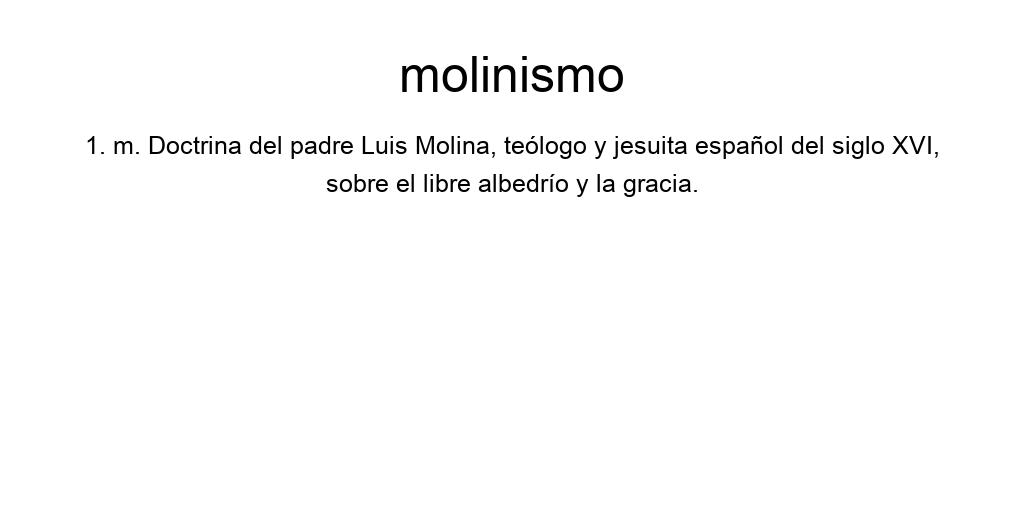 molinismo
1. m. Doctrina del padre Luis Molina, teólogo y jesuita español del siglo XVI,
sobre el libre albedrío y la gracia.